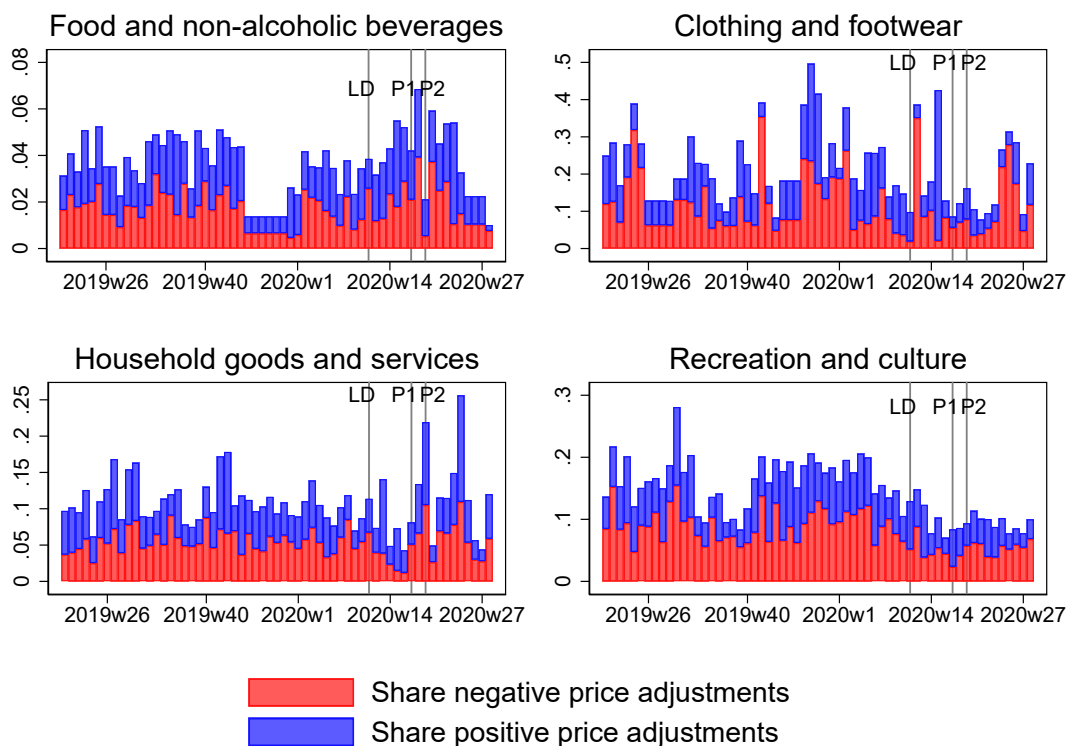 Food and non-alcoholic beverages
.08
.06
.04
.02
0
LD
P1
P2
2019w26
2019w40
2020w1
2020w14
2020w27
Clothing and footwear
.5
.4
.3
.2
.1
0
LD
P1
P2
2019w26
2019w40
2020w1
2020w14
2020w27
Household goods and services
.25
.2
.15
.1
.05
0
LD
P1
P2
2019w26
2019w40
2020w1
2020w14
2020w27
Recreation and culture
.3
.2
.1
0
LD
P1
P2
2019w26
2019w40
2020w1
2020w14
2020w27
Share negative price adjustments
Share positive price adjustments